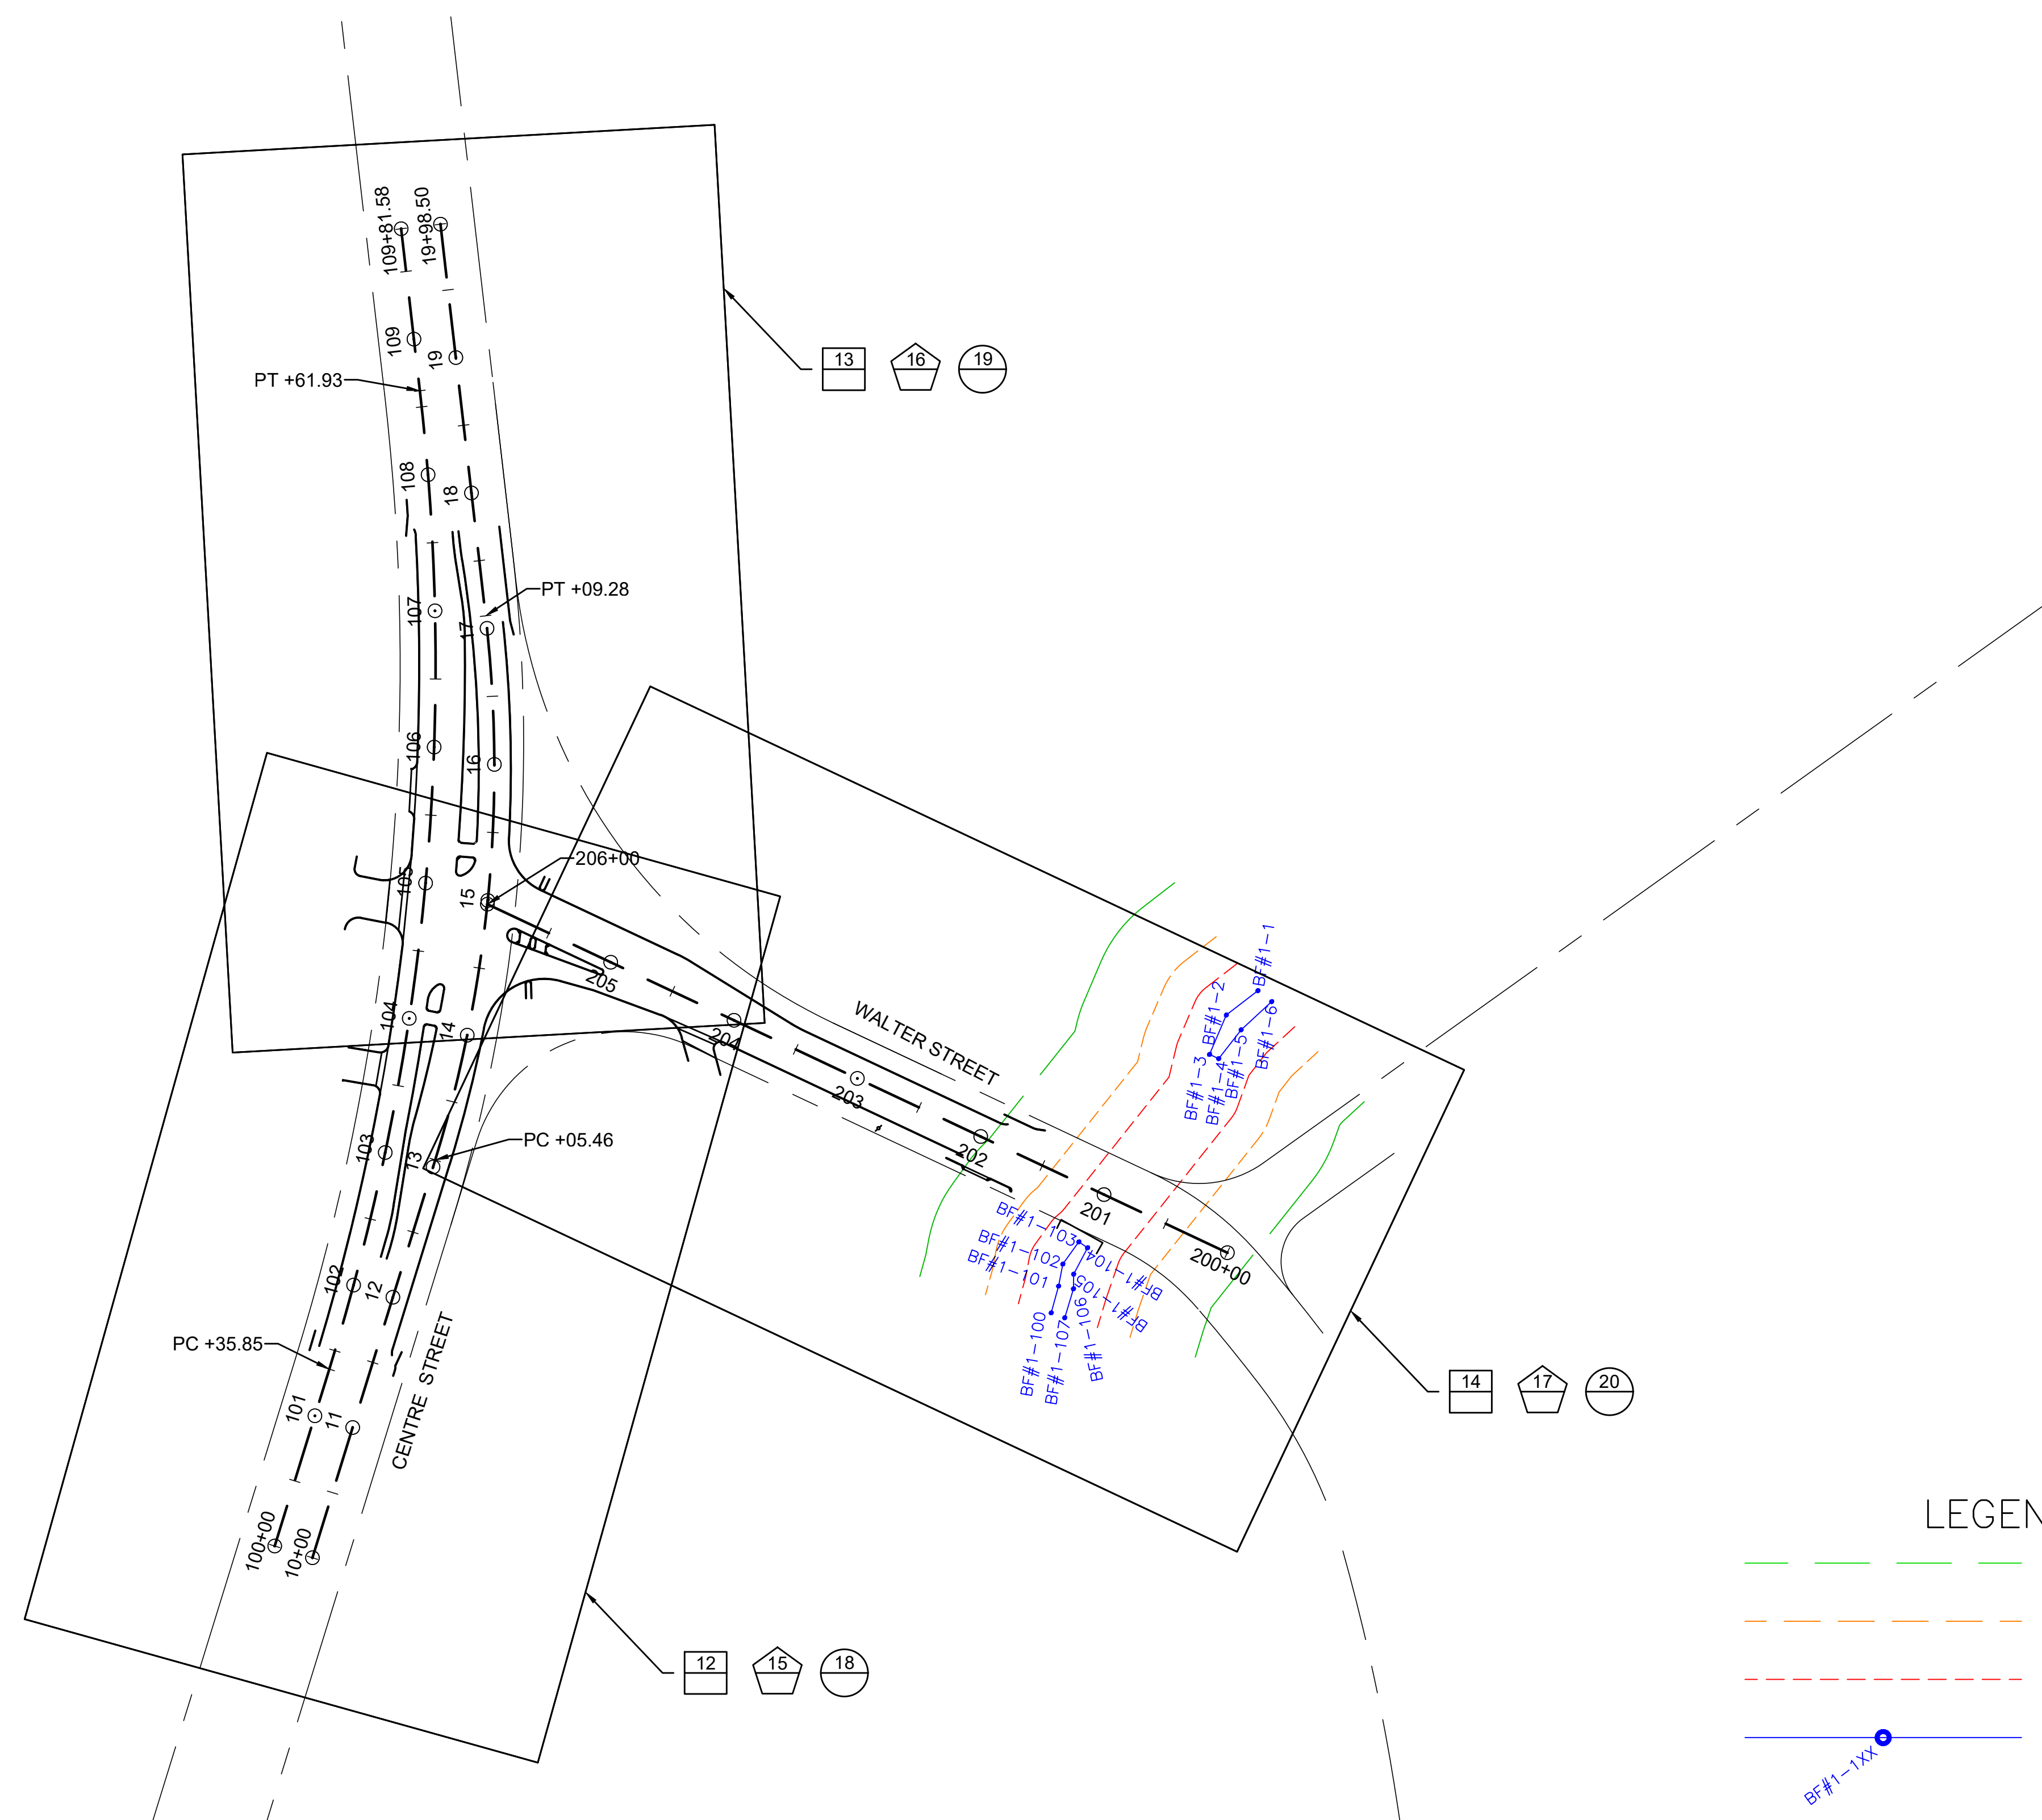 109+81.58
19+98.50
109
19
PT +61.93
13
16
19
108
18
107
PT +09.28
17
106
16
206+00
105
15
205
104
14
204
WALTER STREET
203
BF#1-1
BF#1-2
BF#1-3
BF#1-4
BF#1-5
BF#1-6
103
13
PC +05.46
202
201
200+00
BF#1-103
BF#1-102
BF#1-101
BF#1-104
BF#1-105
BF#1-106
BF#1-100
BF#1-107
102
12
PC +35.85
CENTRE STREET
101
11
14
17
20
100+00
10+00
12
15
18
LEGEN
BF#1-1XX